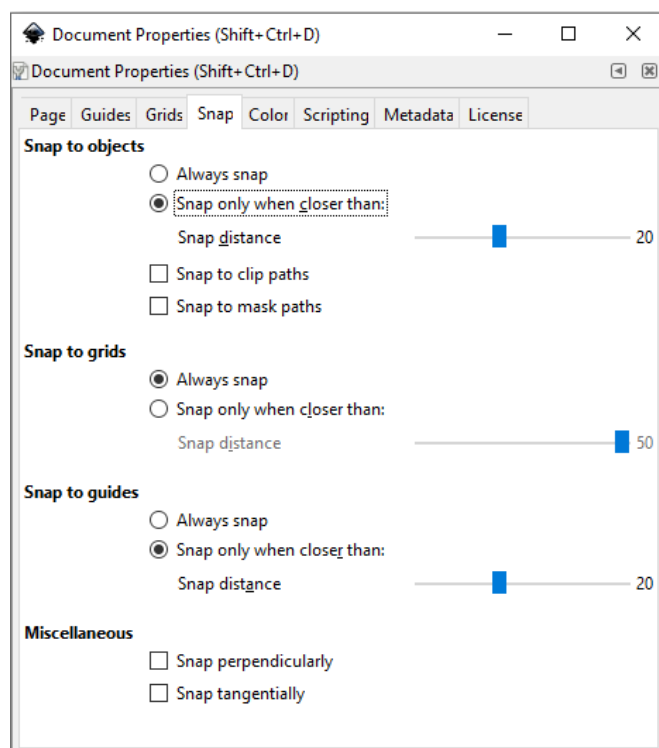 Document Properties (Shift+Ctrl+D)
Document Properties (Shift+Ctrl+D)
Page Guides Grids Snap Color Scripting Metadata License
Snap to objects
Always snap
Snap only when closer than:
Snap distance 20
Snap to clip paths
Snap to mask paths
Snap to grids
Always snap
Snap only when closer than:
Snap distance 50
Snap to guides
Always snap
Snap only when closer than:
Snap distance 20
Miscellaneous
Snap perpendicularly
Snap tangentially